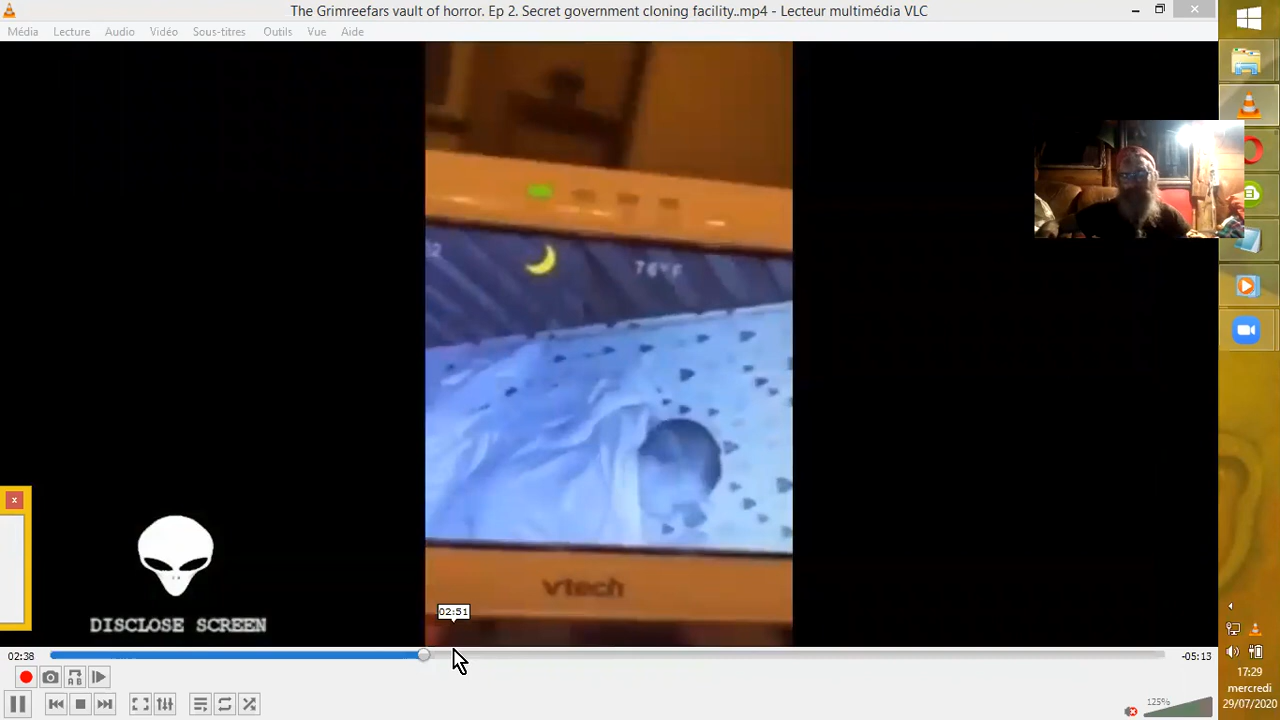 The Grimreefars vault of horror. Ep 2. Secret government cloning facility..mp4 - Lecteur multimédia VLC
Média Lecture Audio Vidéo Sous-titres Outils Vue Aide
76°F
vtech
DISCLOSE SCREEN
02:51
02:38
-05:13
125%
17:29
mercredi
29/07/2020